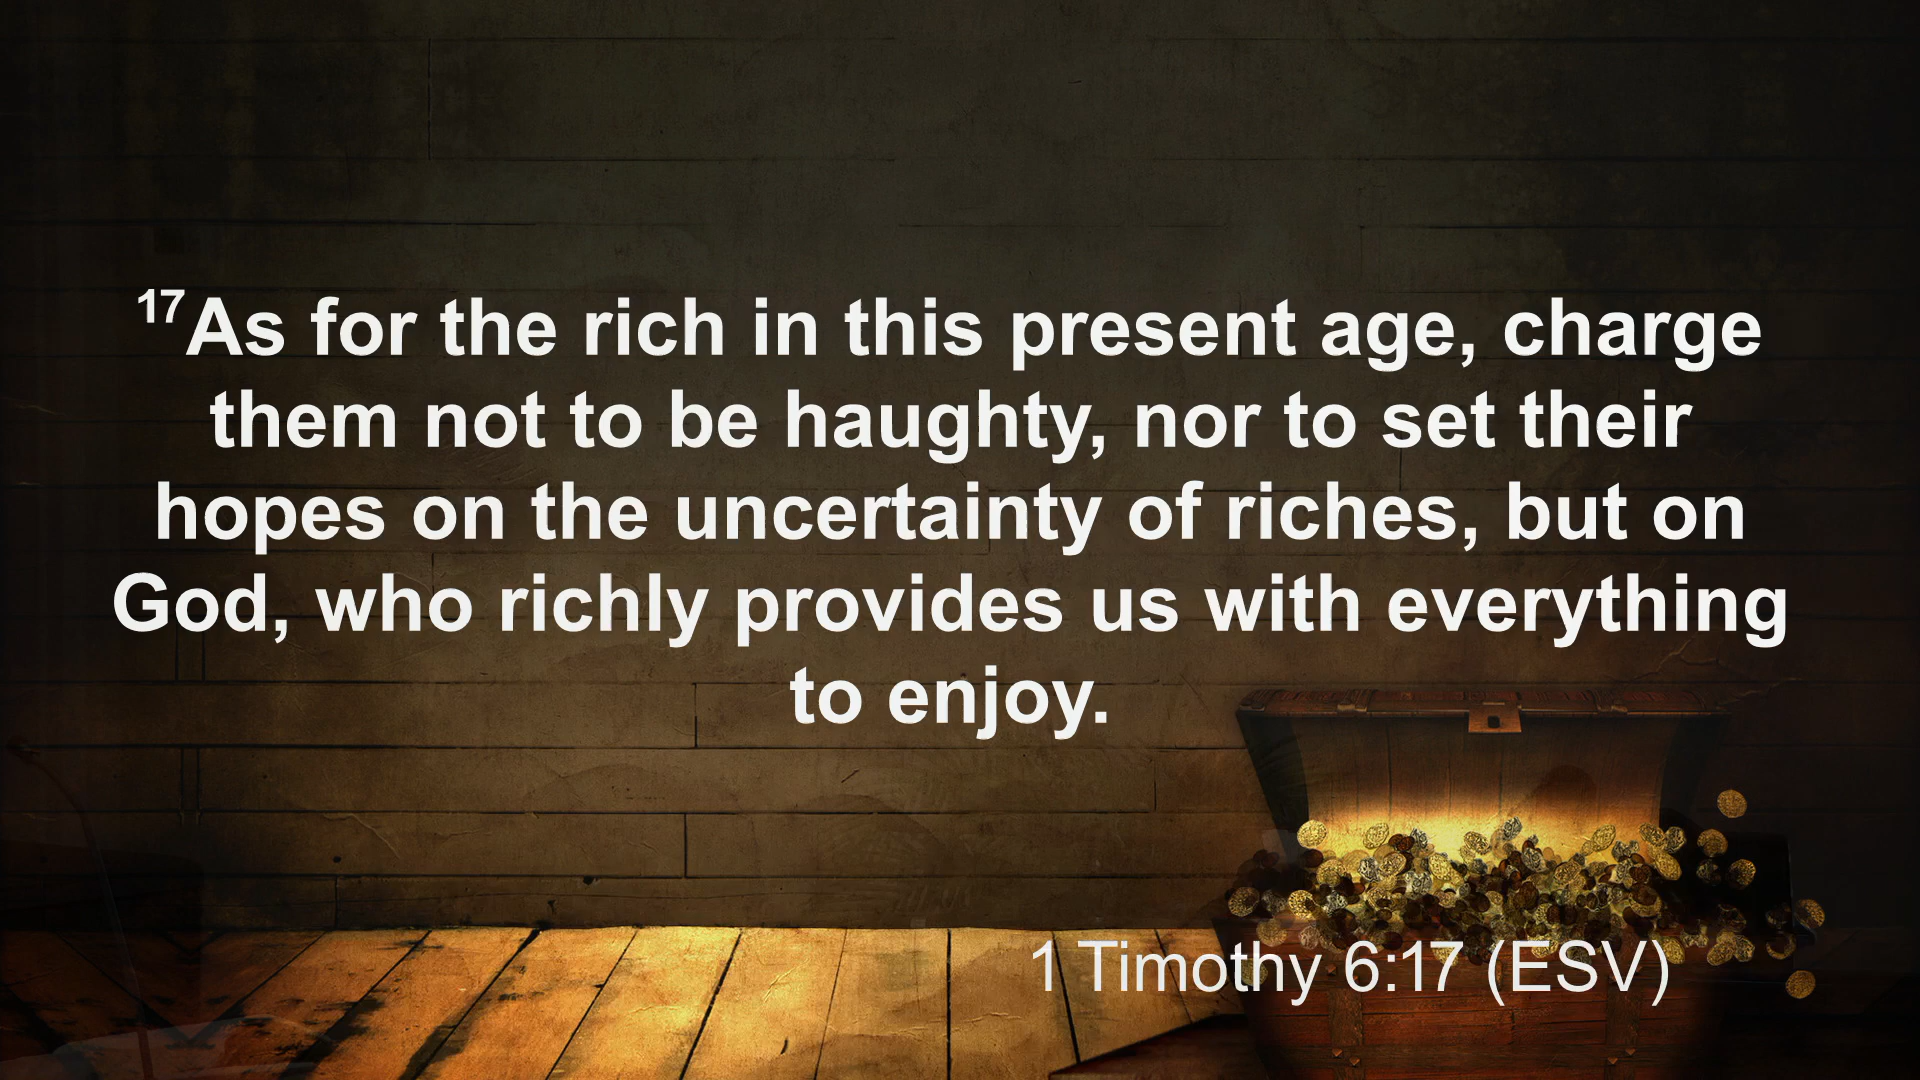 17As for the rich in this present age, charge
them not to be haughty, nor to set their
hopes on the uncertainty of riches, but on
God, who richly provides us with everything
to enjoy.
1 Timothy 6:17 (ESV)